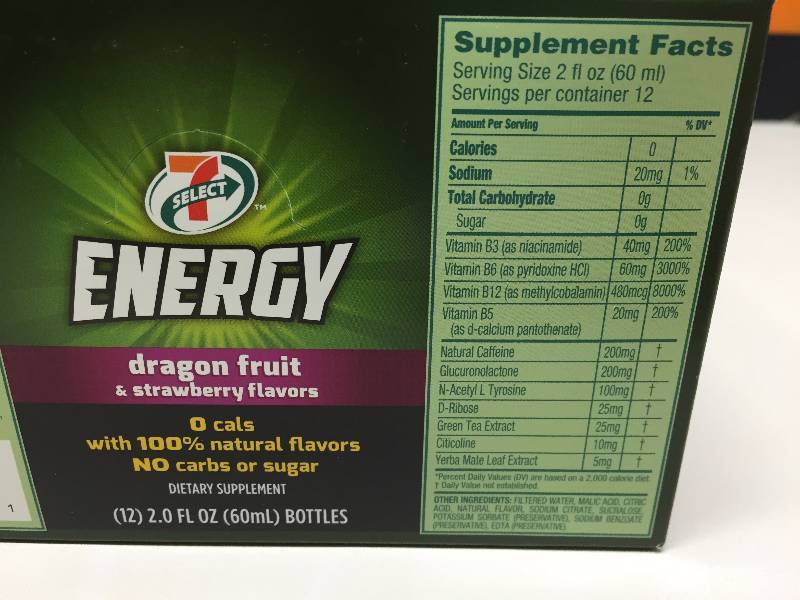 7
SELECT
TM
ENERGY
dragon fruit
& strawberry flavors
0 cals
with 100% natural flavors
NO carbs or sugar
DIETARY SUPPLEMENT
(12) 2.0 FL OZ (60mL) BOTTLES
1
Supplement Facts
Serving Size 2 fl oz (60 ml)
Servings per container 12
Amount Per Serving % DV*
Calories 0
Sodium 20mg 1%
Total Carbohydrate 0g
Sugar 0g
Vitamin B3 (as niacinamide) 40mg 200%
Vitamin B6 (as pyridoxine HCl) 60mg 3000%
Vitamin B12 (as methylcobalamin) 480mcg 8000%
Vitamin B5 20mg 200%
(as d-calcium pantothenate)
Natural Caffeine 200mg †
Glucuronolactone 200mg †
N-Acetyl L Tyrosine 100mg †
D-Ribose 25mg †
Green Tea Extract 25mg †
Citicoline 10mg †
Yerba Mate Leaf Extract 5mg †
*Percent Daily Values (DV) are based on a 2,000 calorie diet.
† Daily Value not established.
OTHER INGREDIENTS: FILTERED WATER, MALIC ACID, CITRIC
ACID, NATURAL FLAVOR, SODIUM CITRATE, SUCRALOSE,
POTASSIUM SORBATE (PRESERVATIVE), SODIUM BENZOATE
(PRESERVATIVE), EDTA (PRESERVATIVE)